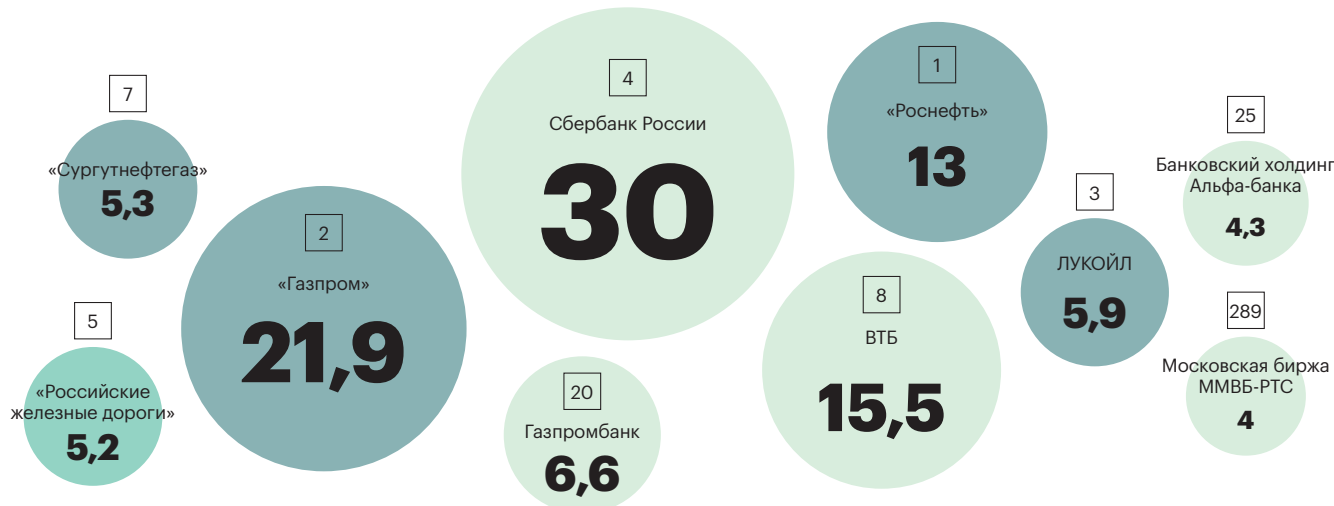 7
«Сургутнефтегаз»
5,3
5
«Российские
железные дороги»
5,2
2
«Газпром»
21,9
4
Сбербанк России
30
20
Газпромбанк
6,6
1
«Роснефть»
13
8
ВТБ
15,5
3
ЛУКОЙЛ
5,9
25
Банковский холдинг
Альфа-банка
4,3
289
Московская биржа
ММВБ-РТС
4